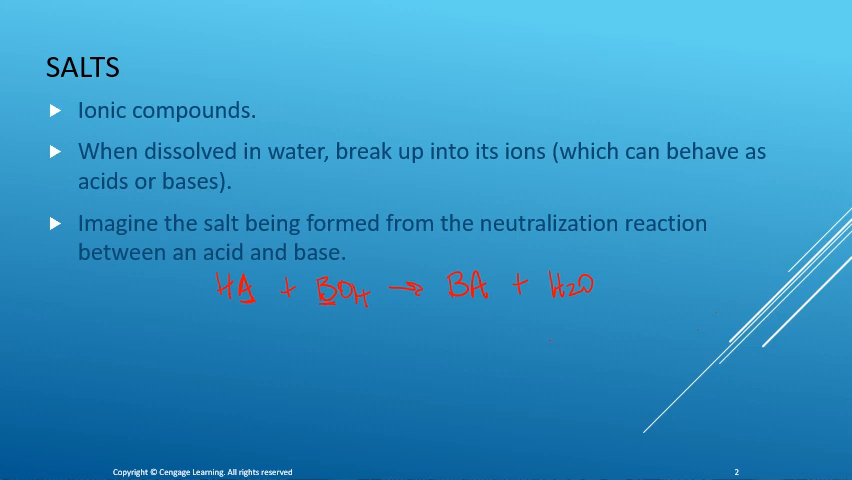 SALTS
Ionic compounds.
When dissolved in water, break up into its ions (which can behave as
acids or bases).
Imagine the salt being formed from the neutralization reaction
between an acid and base.
HA + BOH → BA + H2O
Copyright © Cengage Learning. All rights reserved
2